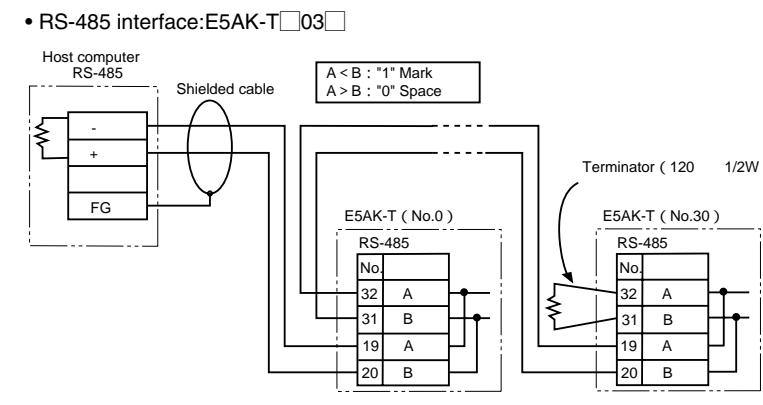 • RS-485 interface:E5AK-T□03□
Host computer
RS-485
Shielded cable
A < B : "1" Mark
A > B : "0" Space
-
+
FG
Terminator ( 120 1/2W
E5AK-T ( No.0 )
RS-485
No.
32 A
31 B
19 A
20 B
E5AK-T ( No.30 )
RS-485
No.
32 A
31 B
19 A
20 B